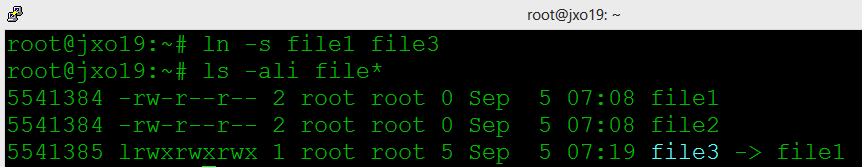 root@jxo19: ~
root@jxo19:~# ln -s file1 file3
root@jxo19:~# ls -ali file*
5541384 -rw-r--r-- 2 root root 0 Sep  5 07:08 file1
5541384 -rw-r--r-- 2 root root 0 Sep  5 07:08 file2
5541385 lrwxrwxrwx 1 root root 5 Sep  5 07:19 file3 -> file1